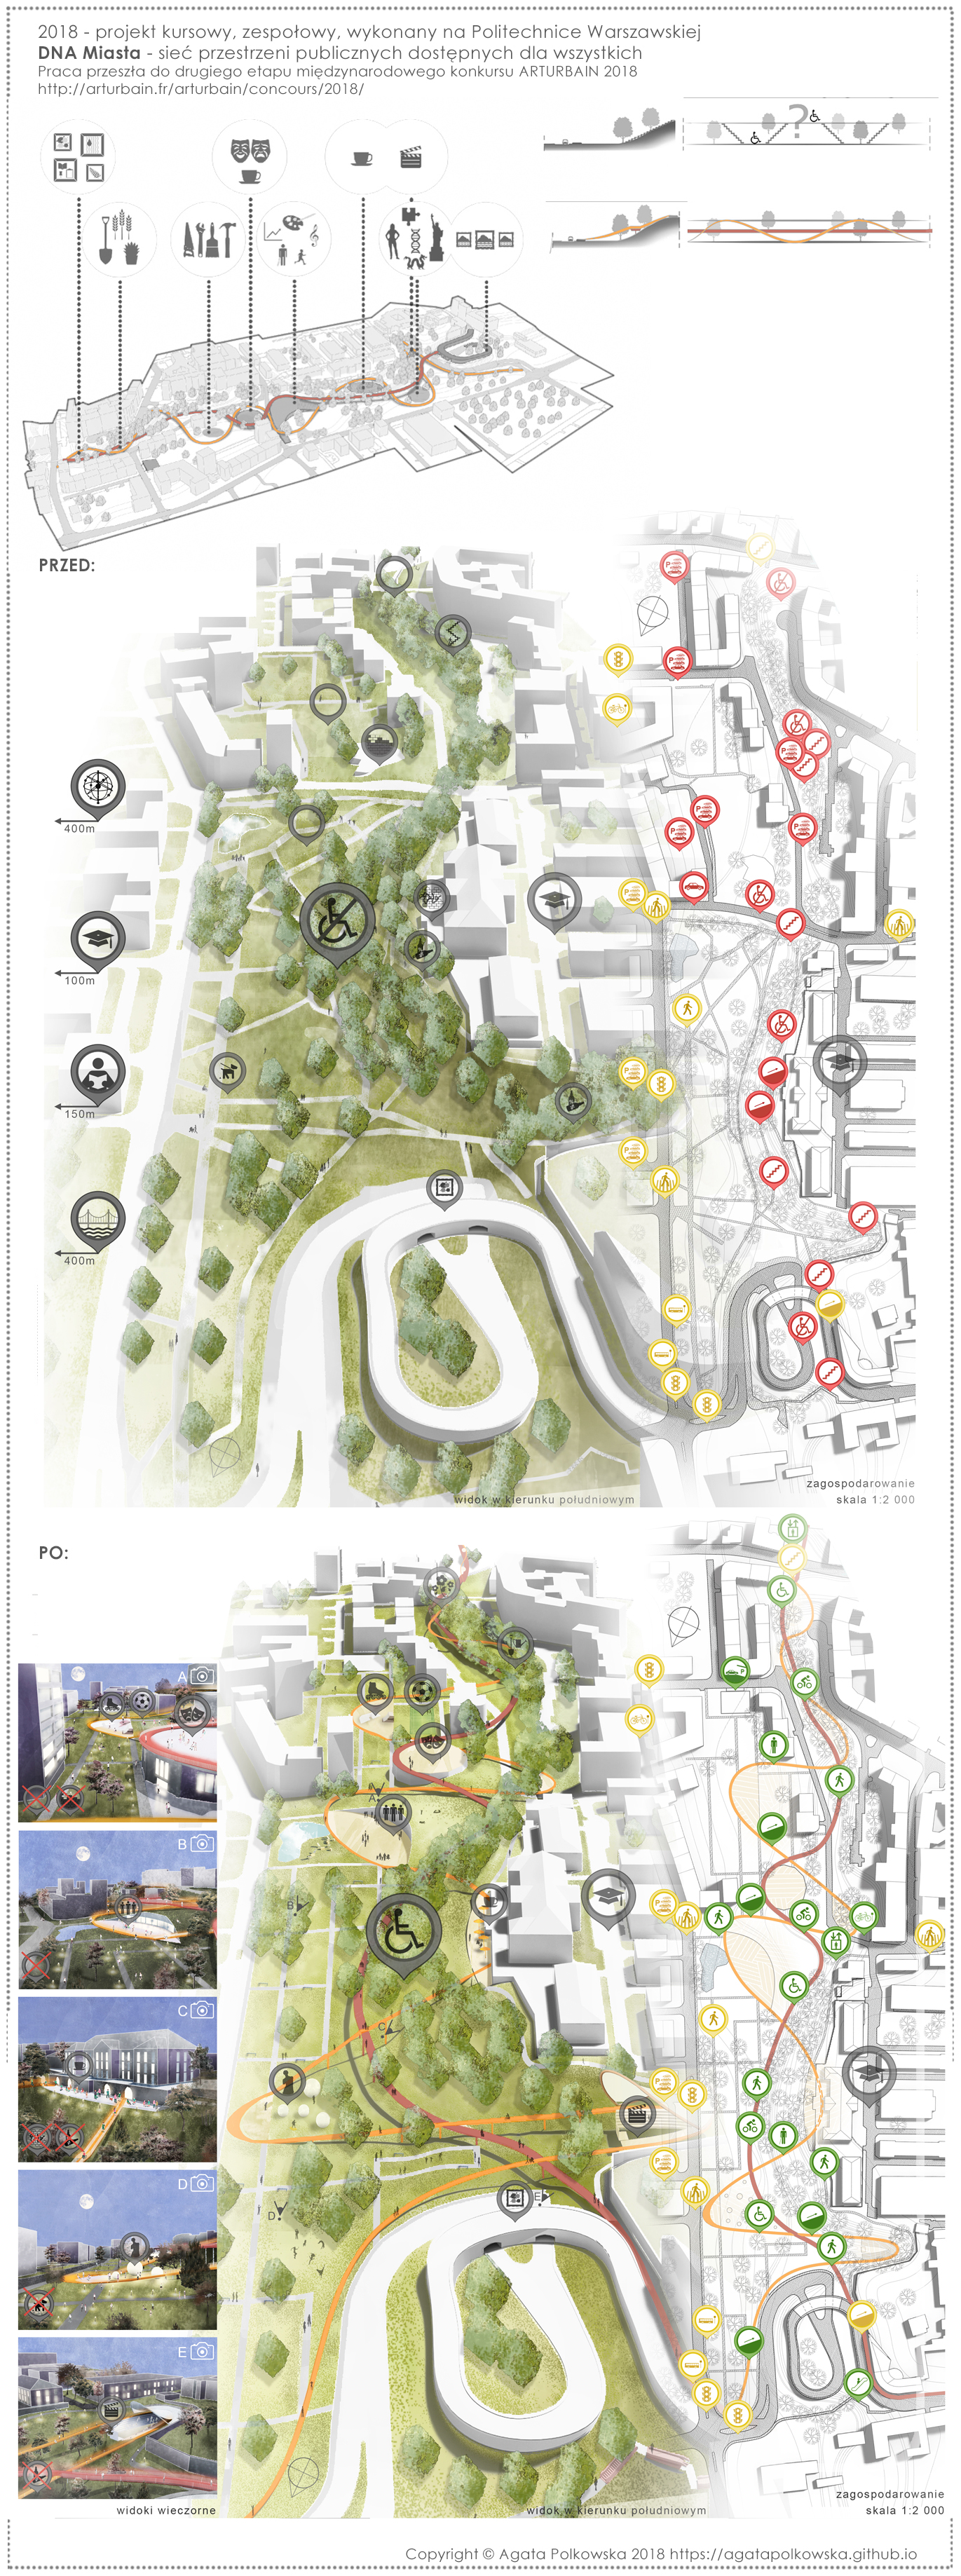 2018 - projekt kursowy, zespołowy, wykonany na Politechnice Warszawskiej
DNA Miasta - sieć przestrzeni publicznych dostępnych dla wszystkich
Praca przeszła do drugiego etapu międzynarodowego konkursu ARTURBAIN 2018
http://arturbain.fr/arturbain/concours/2018/
?
PRZED:
400m
100m
150m
400m
widok w kierunku południowym
zagospodarowanie
skala 1:2 000
PO:
A
B
C
D
E
A
B
C
D
E
widoki wieczorne
widok w kierunku południowym
zagospodarowanie
skala 1:2 000
Copyright © Agata Polkowska 2018 https://agatapolkowska.github.io